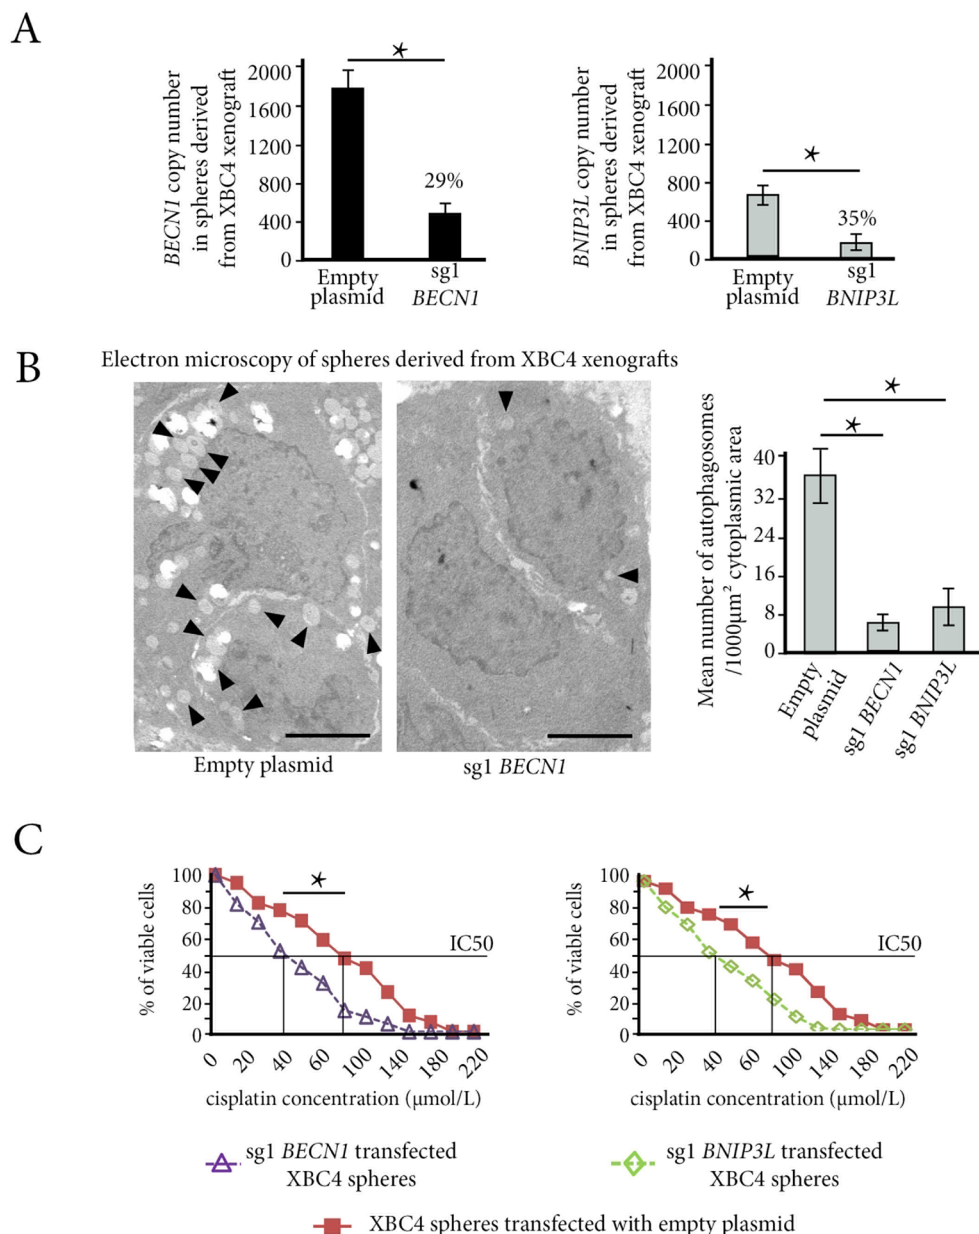 A
BECN1 copy number
in spheres derived
from XBC4 xenograft
2000
1600
1200
800
400
0
29%
Empty
plasmid
sg1
BECN1
BNIP3L copy number
in spheres derived
from XBC4 xenograft
2000
1600
1200
800
400
0
35%
Empty
plasmid
sg1
BNIP3L
B
Electron microscopy of spheres derived from XBC4 xenografts
Empty plasmid
sg1 BECN1
Mean number of autophagosomes
/1000µm² cytoplasmic area
40
32
24
16
8
0
Empty
plasmid
sg1 BECN1
sg1 BNIP3L
C
% of viable cells
100
80
60
40
20
0
IC50
0 20 40 60 100 140 180 220
cisplatin concentration (µmol/L)
% of viable cells
100
80
60
40
20
0
IC50
0 20 40 60 100 140 180 220
cisplatin concentration (µmol/L)
sg1 BECN1 transfected
XBC4 spheres
sg1 BNIP3L transfected
XBC4 spheres
XBC4 spheres transfected with empty plasmid